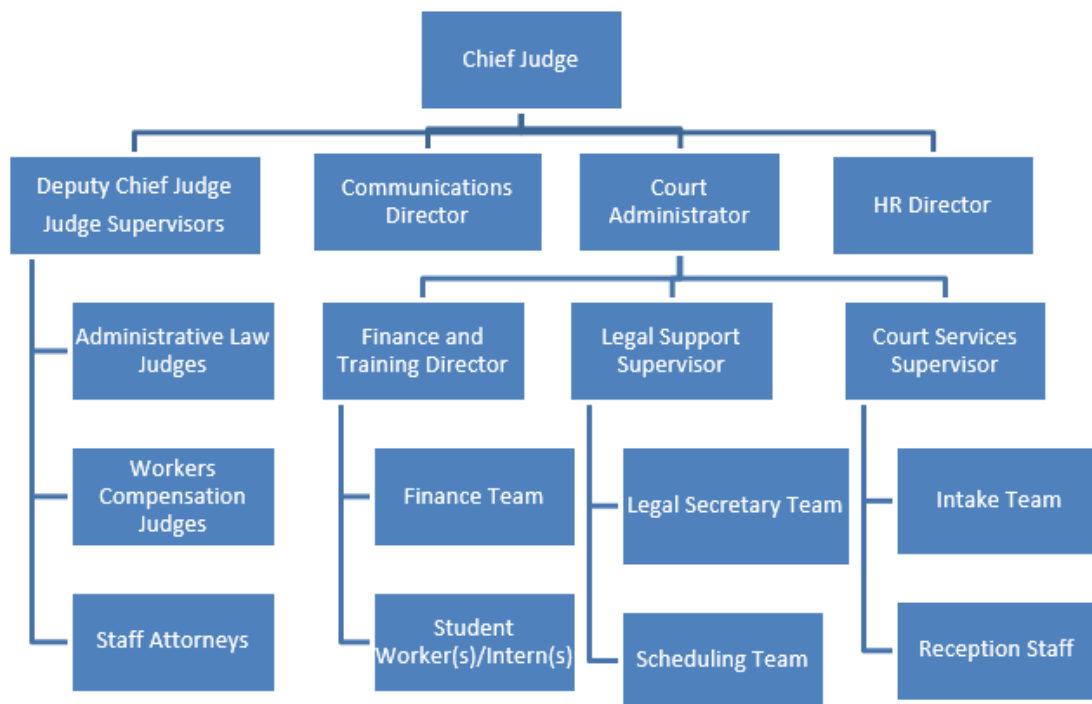 Chief Judge
Deputy Chief Judge
Judge Supervisors
Communications
Director
Court
Administrator
HR Director
Administrative Law
Judges
Workers
Compensation
Judges
Staff Attorneys
Finance and
Training Director
Legal Support
Supervisor
Court Services
Supervisor
Finance Team
Student
Worker(s)/Intern(s)
Legal Secretary Team
Scheduling Team
Intake Team
Reception Staff